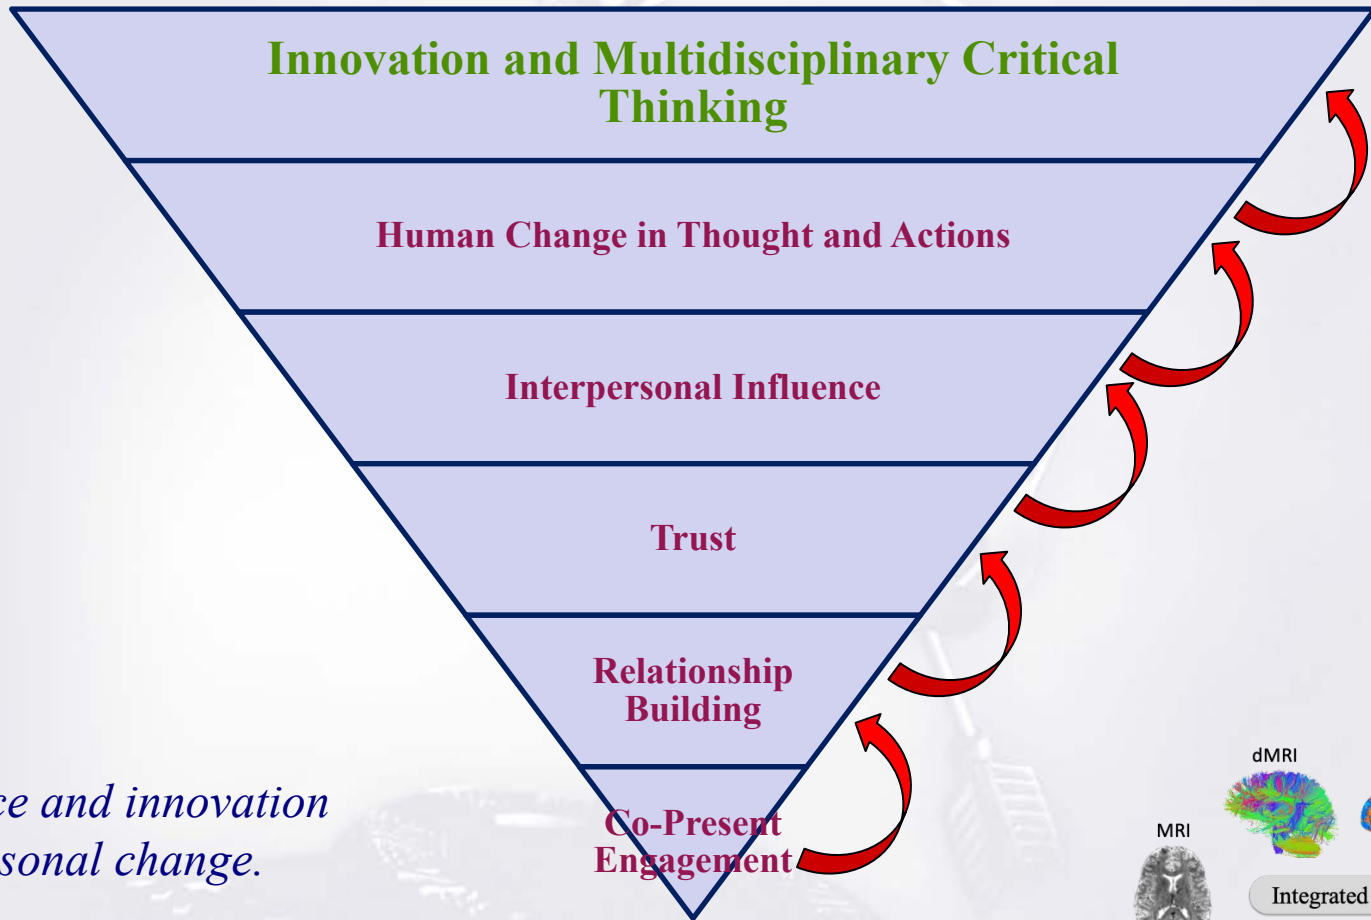 Innovation and Multidisciplinary Critical
Thinking
Human Change in Thought and Actions
Interpersonal Influence
Trust
Relationship
Building
Co-Present
Engagement
ce and innovation
sonal change.
dMRI
MRI
Integrated